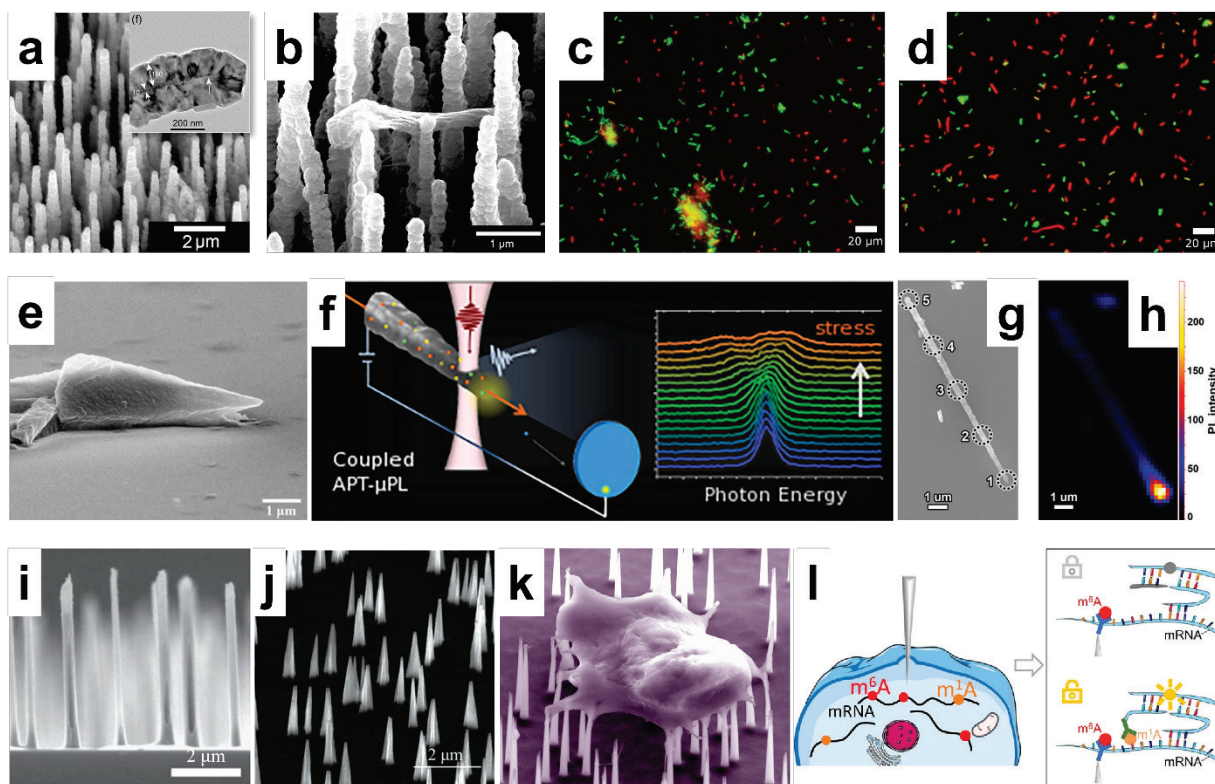 a
(f)
200 nm
2 µm
b
1 µm
c
20 µm
d
20 µm
e
1 µm
f
Coupled
APT-µPL
stress
Photon Energy
g
5
4
3
2
1
1 um
h
1 um
200
150
100
50
0
PL intensity
i
2 µm
j
2 µm
k
l
m⁶A
m¹A
mRNA
m⁶A
mRNA
m⁶A
m¹A
mRNA